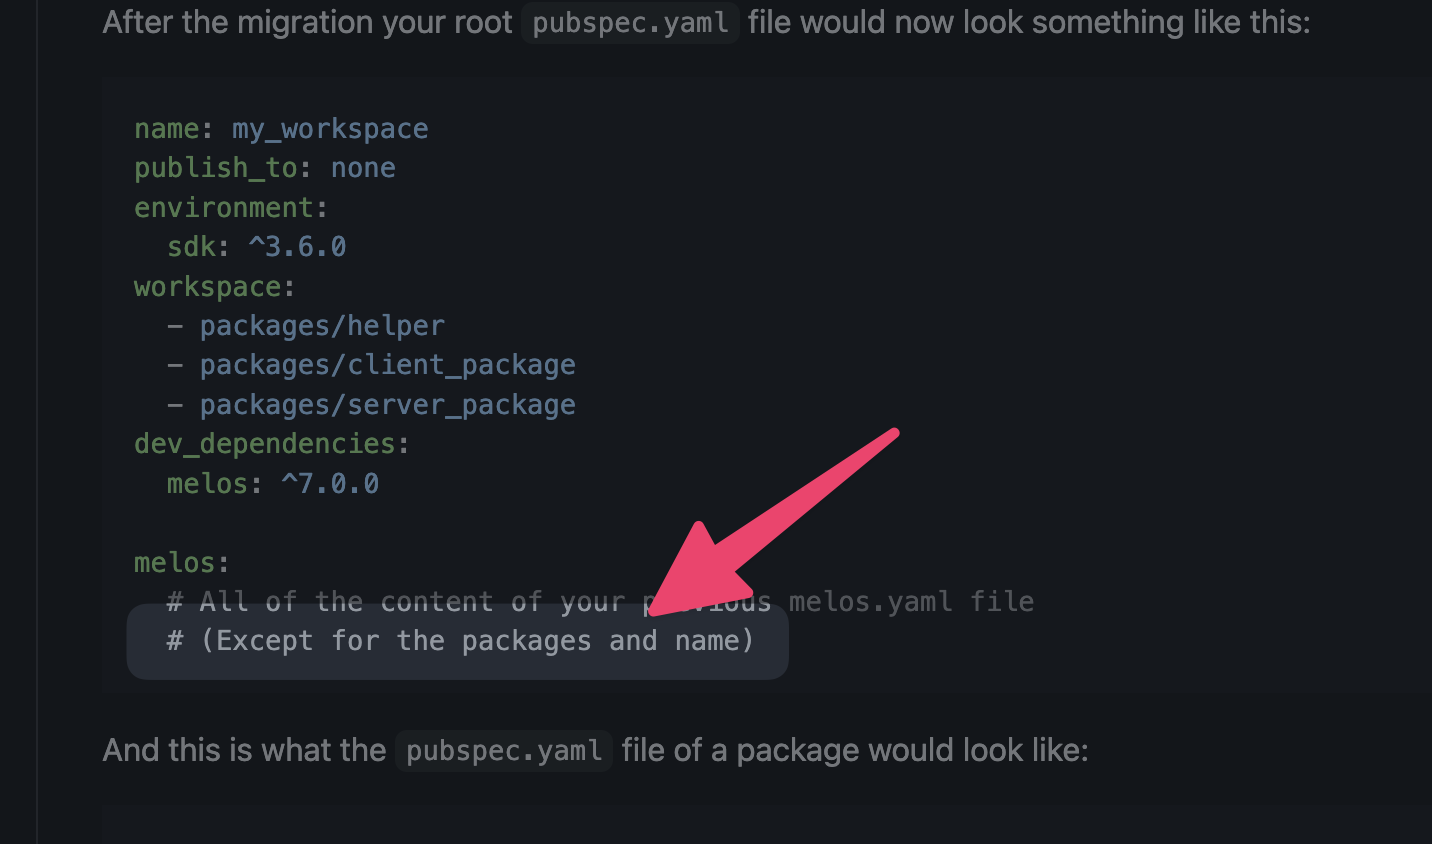 After the migration your root pubspec.yaml file would now look something like this:
name: my_workspace
publish_to: none
environment:
  sdk: ^3.6.0
workspace:
  - packages/helper
  - packages/client_package
  - packages/server_package
dev_dependencies:
  melos: ^7.0.0
melos:
  # All of the content of your previous melos.yaml file
  # (Except for the packages and name)
And this is what the pubspec.yaml file of a package would look like: